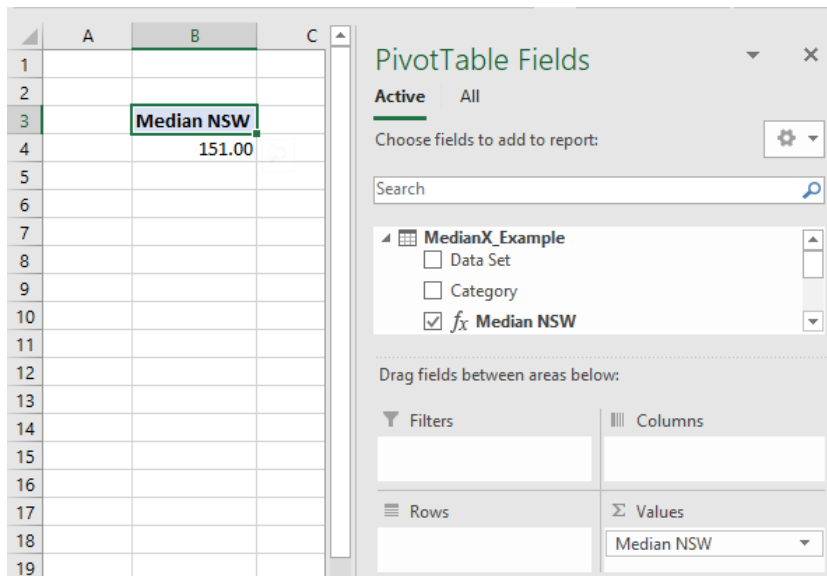 A B C
1
2
3 Median NSW
4 151.00
5
6
7
8
9
10
11
12
13
14
15
16
17
18
19
PivotTable Fields
Active All
Choose fields to add to report:
Search
MedianX_Example
Data Set
Category
fx Median NSW
Drag fields between areas below:
Filters Columns
Rows Σ Values
Median NSW